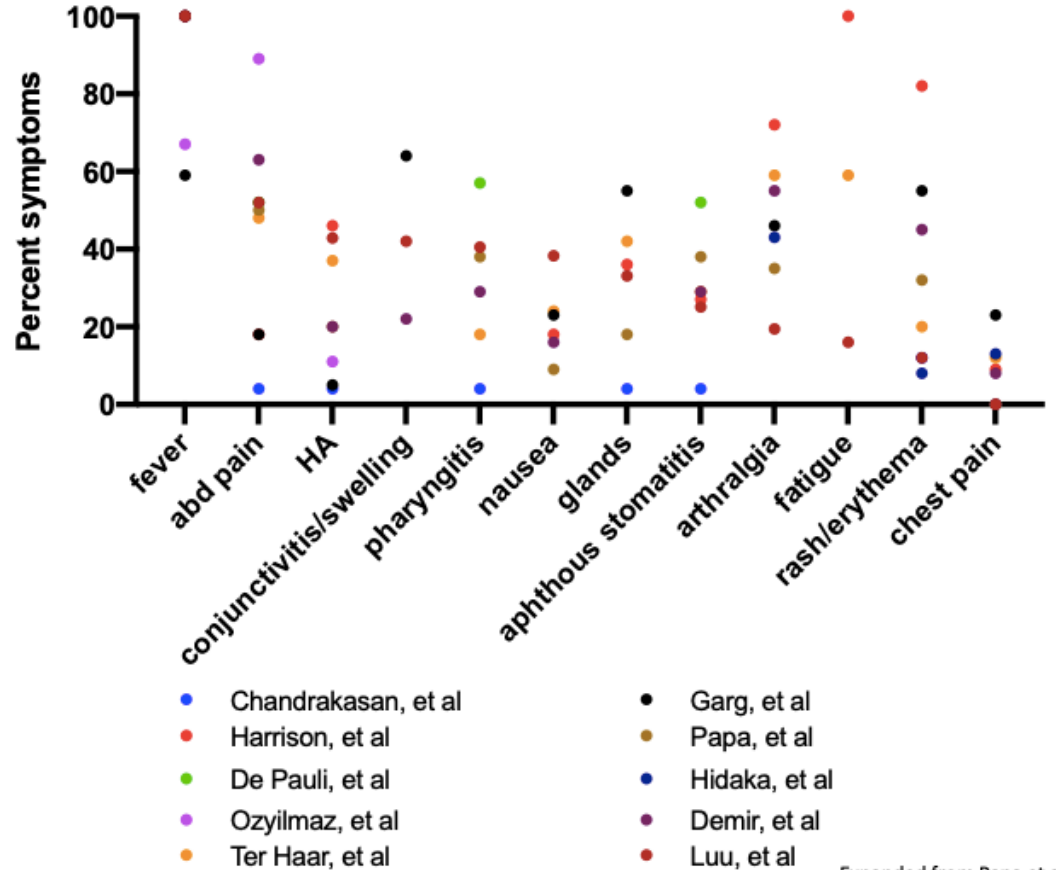 Percent symptoms
100
80
60
40
20
0
fever
abd pain
HA
conjunctivitis/swelling
pharyngitis
nausea
glands
aphthous stomatitis
arthralgia
fatigue
rash/erythema
chest pain
Chandrakasan, et al
Harrison, et al
De Pauli, et al
Ozyilmaz, et al
Ter Haar, et al
Garg, et al
Papa, et al
Hidaka, et al
Demir, et al
Luu, et al